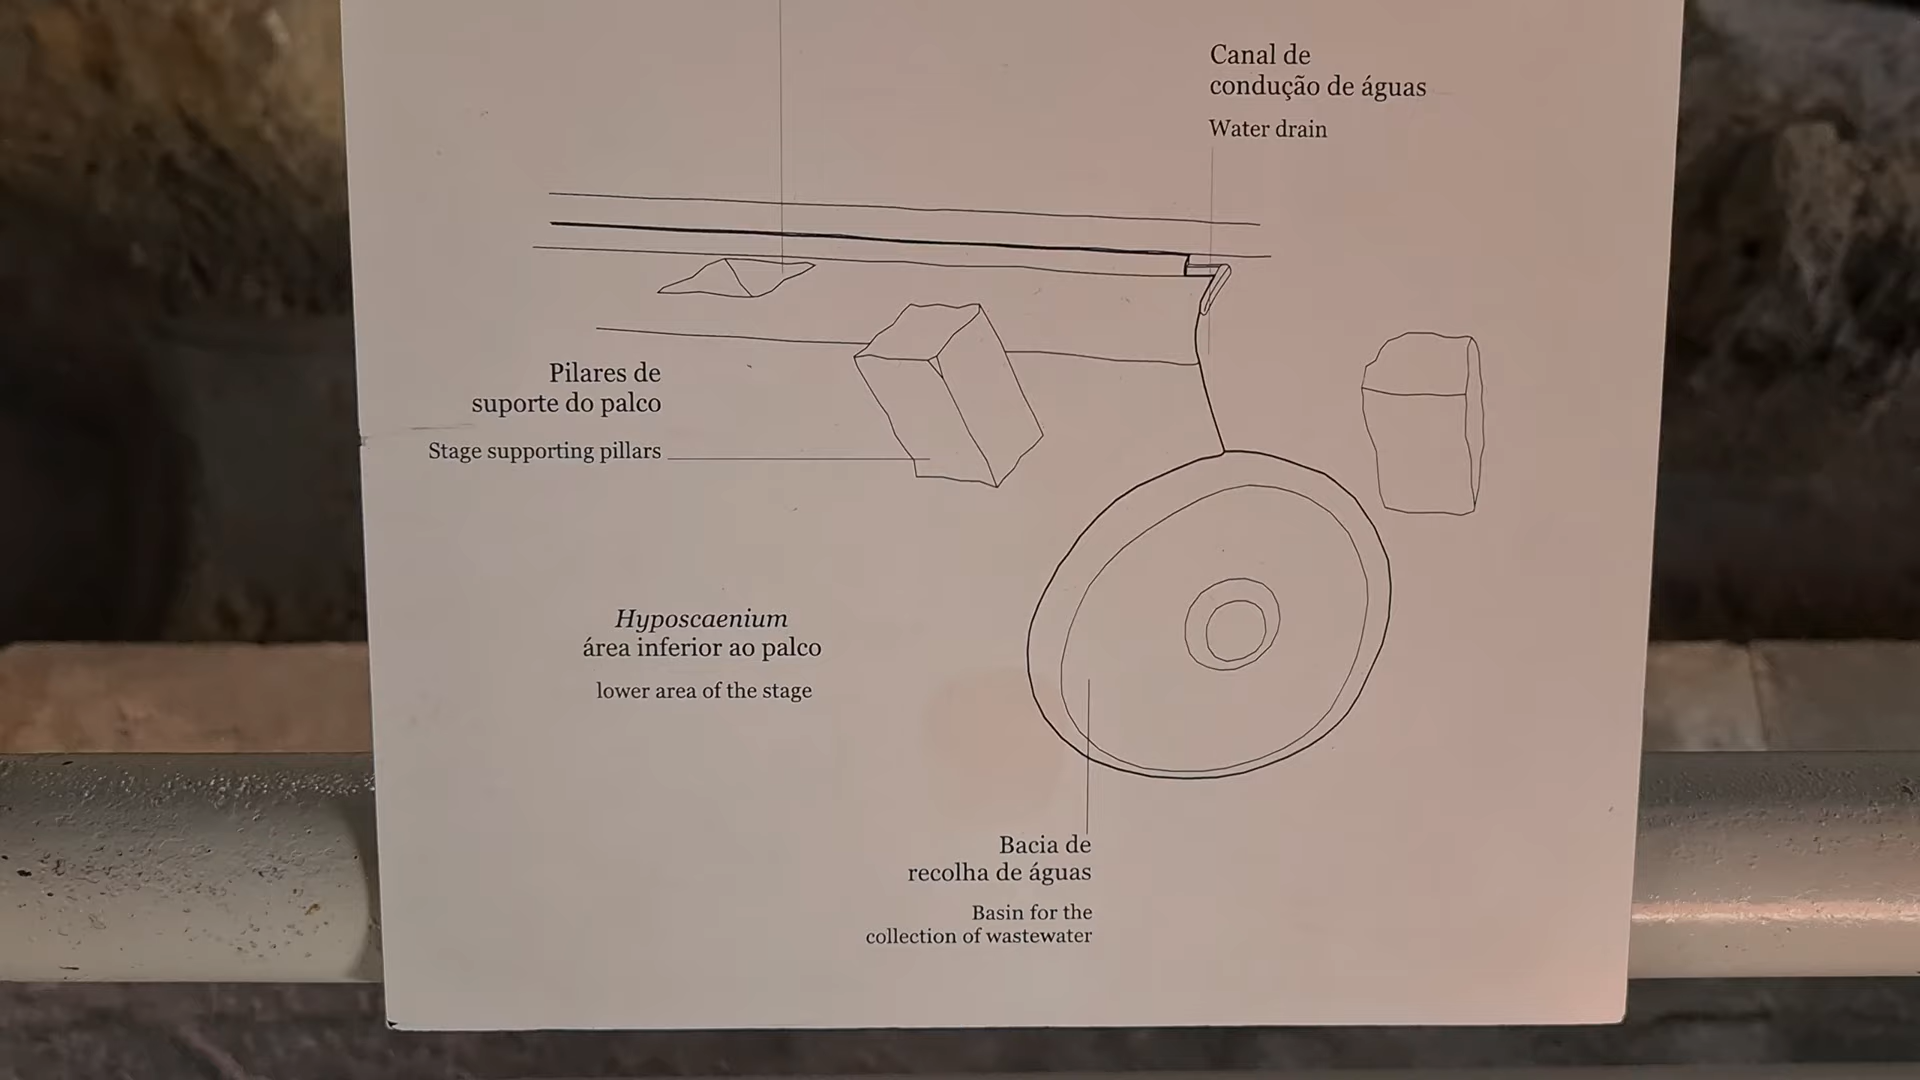 Canal de
condução de águas
Water drain
Pilares de
suporte do palco
Stage supporting pillars
Hyposcaenium
área inferior ao palco
lower area of the stage
Bacia de
recolha de águas
Basin for the
collection of wastewater